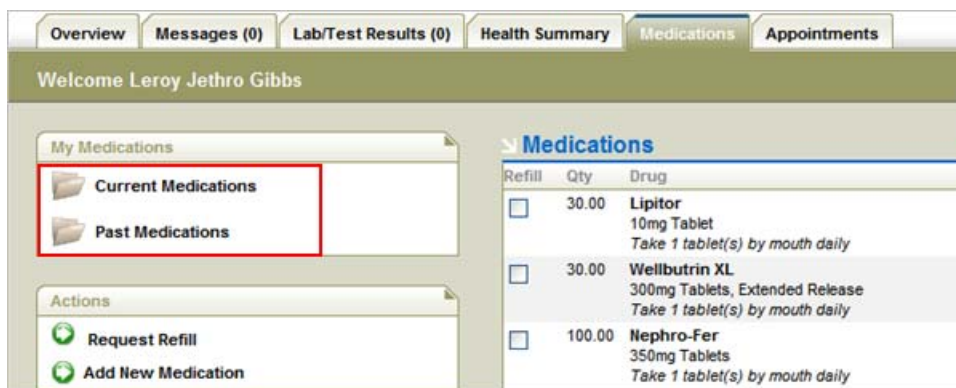 Overview Messages (0) Lab/Test Results (0) Health Summary Medications Appointments
Welcome Leroy Jethro Gibbs
My Medications
Current Medications
Past Medications
Actions
Request Refill
Add New Medication
Medications
Refill Qty Drug
30.00 Lipitor
10mg Tablet
Take 1 tablet(s) by mouth daily
30.00 Wellbutrin XL
300mg Tablets, Extended Release
Take 1 tablet(s) by mouth daily
100.00 Nephro-Fer
350mg Tablets
Take 1 tablet(s) by mouth daily